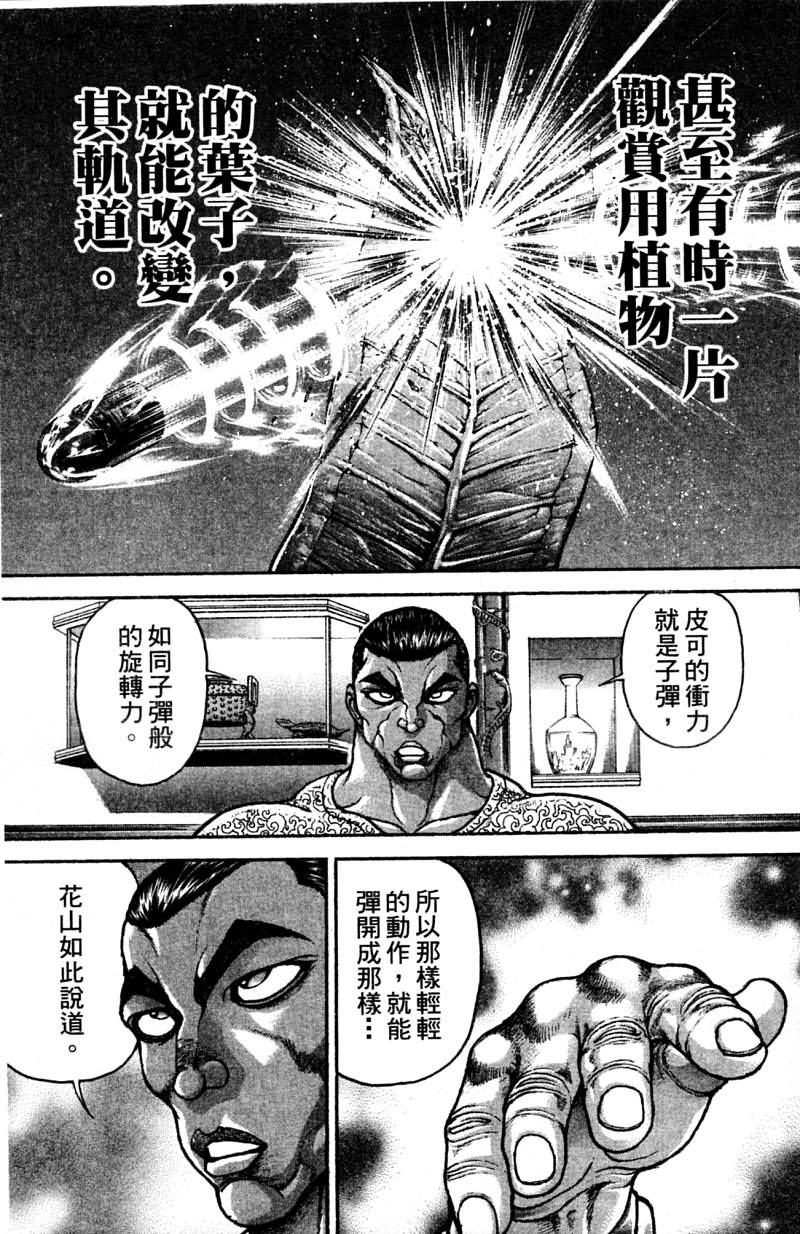 甚至有時一片
觀賞用植物
的葉子，
就能改變
其軌道。
皮可的衝力
就是子彈，
如同子彈般
的旋轉力。
所以那樣輕輕
的動作，就能
彈開成那樣…
花山如此說道。